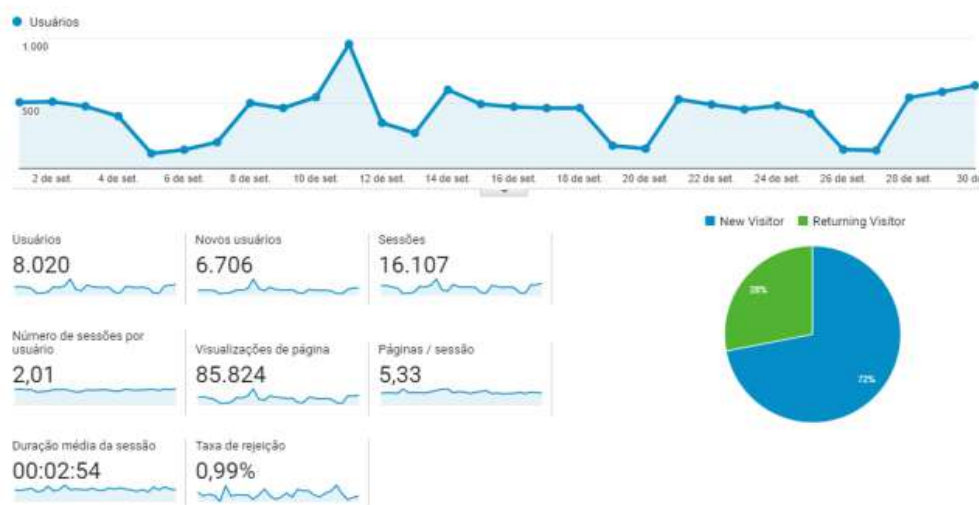 Usuários
1.000
500
2 de set.
4 de set.
6 de set.
8 de set.
10 de set.
12 de set.
14 de set.
16 de set.
18 de set.
20 de set.
22 de set.
24 de set.
26 de set.
28 de set.
30 de
New Visitor
Returning Visitor
Usuários
8.020
Novos usuários
6.706
Sessões
16.107
28%
72%
Número de sessões por
usuário
2,01
Visualizações de página
85.824
Páginas / sessão
5,33
Duração média da sessão
00:02:54
Taxa de rejeição
0,99%